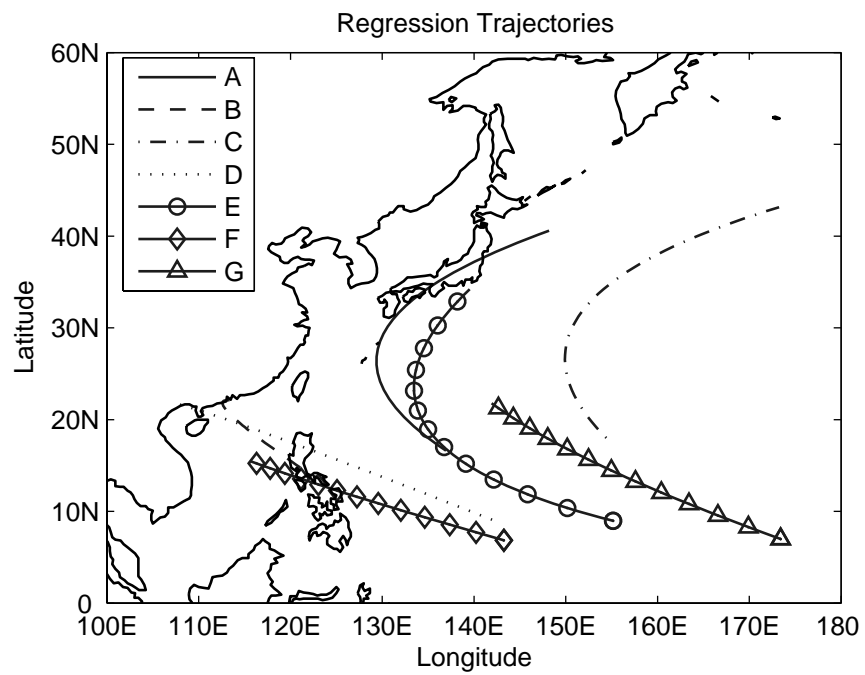 Regression Trajectories
60N
50N
40N
30N
20N
10N
0
Latitude
A
B
C
D
E
F
G
100E 110E 120E 130E 140E 150E 160E 170E 180
Longitude